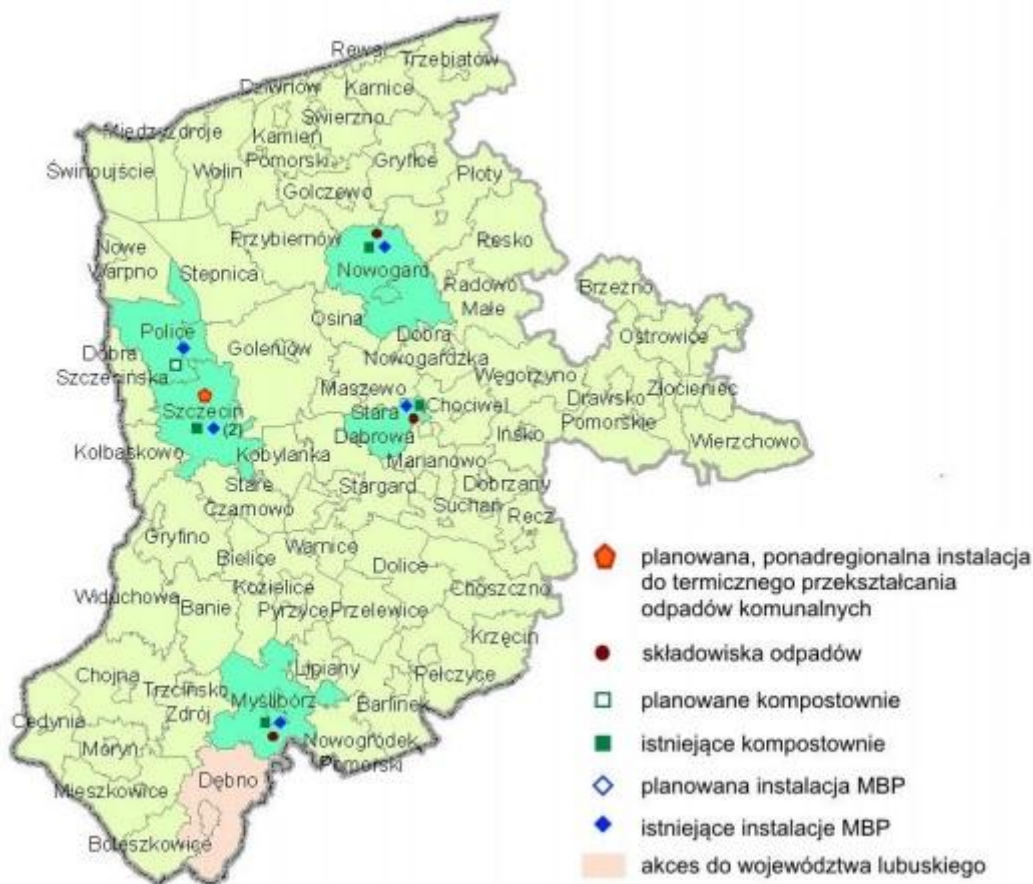 Rewal
Trzebiatów
Dziwnów
Karnice
Świerzno
Międzyzdroje
Kamień
Pomorski
Gryfice
Świnoujście
Wolin
Płoty
Golczewo
Przybiernów
Resko
Nowe
Warpno
Stepnica
Nowogard
Radowo
Małe
Brzeżno
Osina
Dobra
Nowogardzka
Ostrowice
Police
Goleniów
Dobra
Szczecińska
Węgorzyno
Złocieniec
Maszewo
Drawsko
Pomorskie
Szczecin
Stara
Dąbrowa
Chociwel
(2)
Ińsko
Wierzchowo
Kołbaskowo
Kobylanka
Marianowo
Stare
Czarnowo
Stargard
Dobrzany
Suchań
Recz
Gryfino
Bielice
Warnice
Dolice
Widuchowa
Banie
Kozielice
Pyrzyce
Przelewice
Choszczno
Krzęcin
Chojna
Lipiany
Pełczyce
Trzcińsko
Zdrój
Myślibórz
Barlinek
Cedynia
Moryń
Nowogródek
Pomorski
Mieszkowice
Dębno
Boleszkowice
planowana, ponadregionalna instalacja
do termicznego przekształcania
odpadów komunalnych
składowiska odpadów
planowane kompostownie
istniejące kompostownie
planowana instalacja MBP
istniejące instalacje MBP
akces do województwa lubuskiego